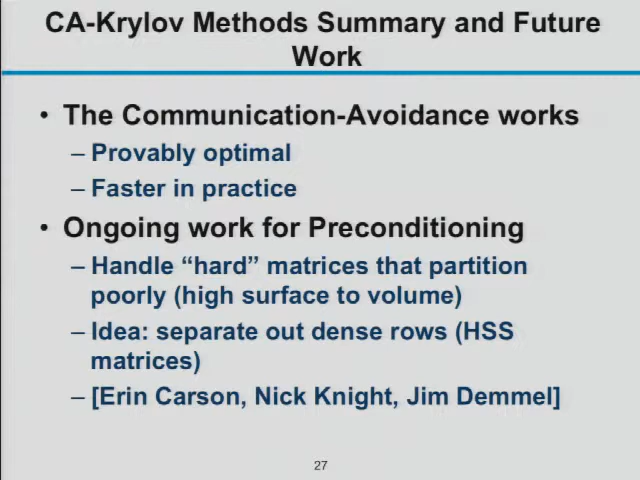 CA-Krylov Methods Summary and Future
Work
• The Communication-Avoidance works
– Provably optimal
– Faster in practice
• Ongoing work for Preconditioning
– Handle “hard” matrices that partition
poorly (high surface to volume)
– Idea: separate out dense rows (HSS
matrices)
– [Erin Carson, Nick Knight, Jim Demmel]
27